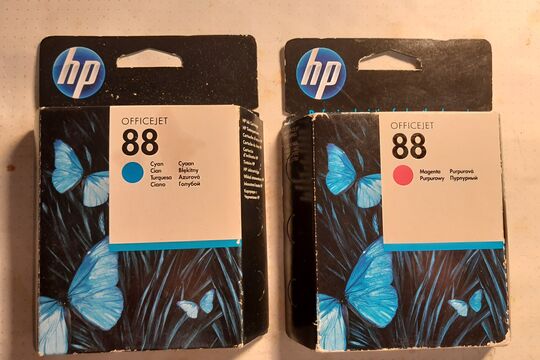 hp
OFFICEJET
88
Cyan Cyaan
Cian Błękitny
Turquesa Azurová
Ciano Голубой
hp
OFFICEJET
88
Magenta Purpurová
Purpurowy Пурпурный